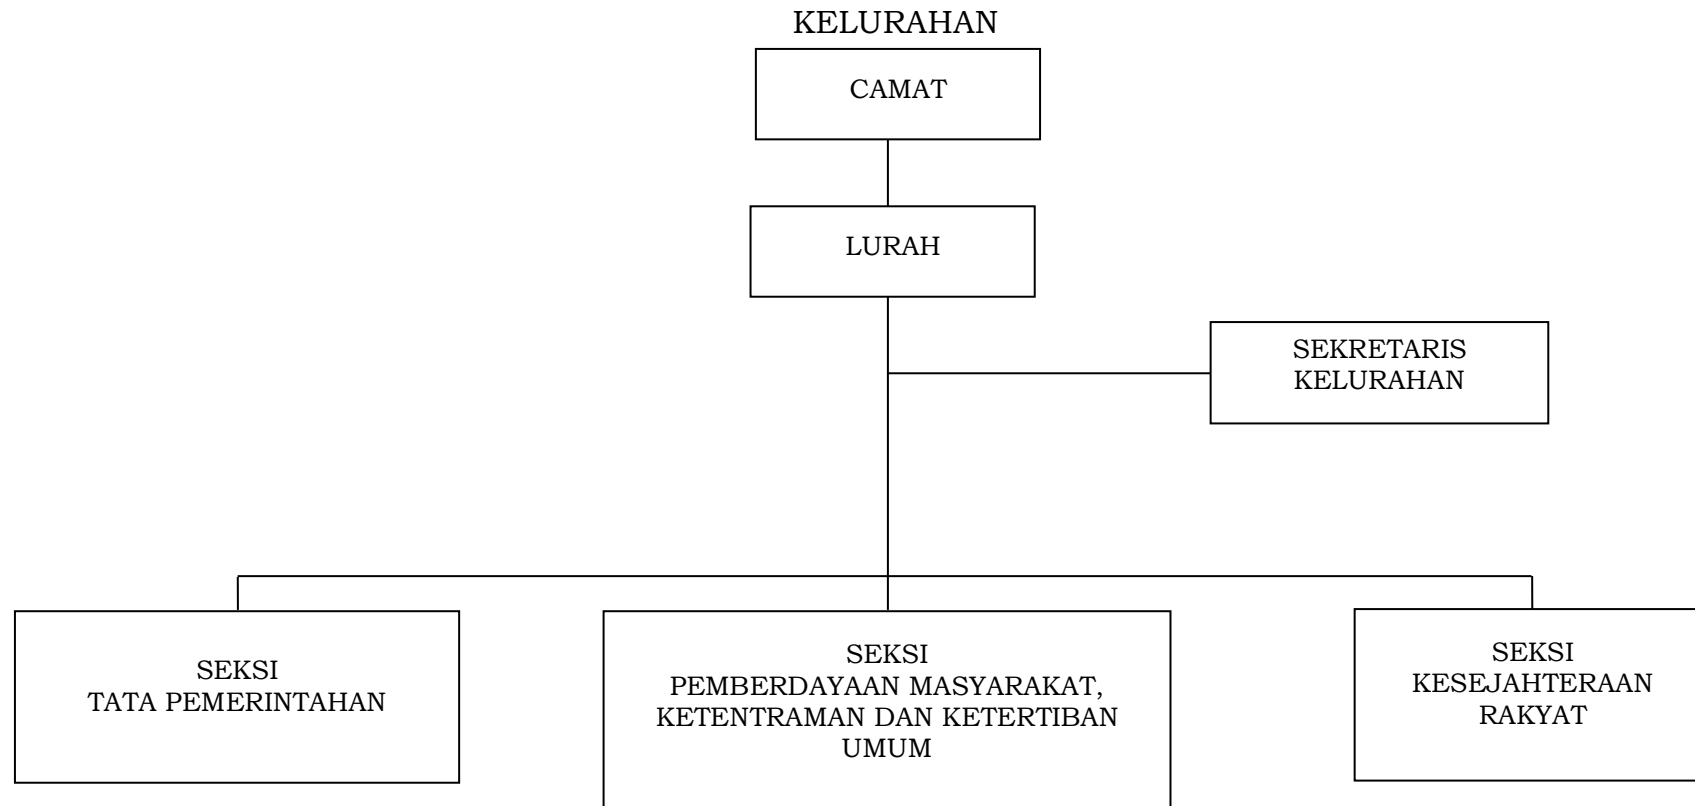 KELURAHAN
CAMAT
LURAH
SEKRETARIS
KELURAHAN
SEKSI
TATA PEMERINTAHAN
SEKSI
PEMBERDAYAAN MASYARAKAT,
KETENTRAMAN DAN KETERTIBAN
UMUM
SEKSI
KESEJAHTERAAN
RAKYAT